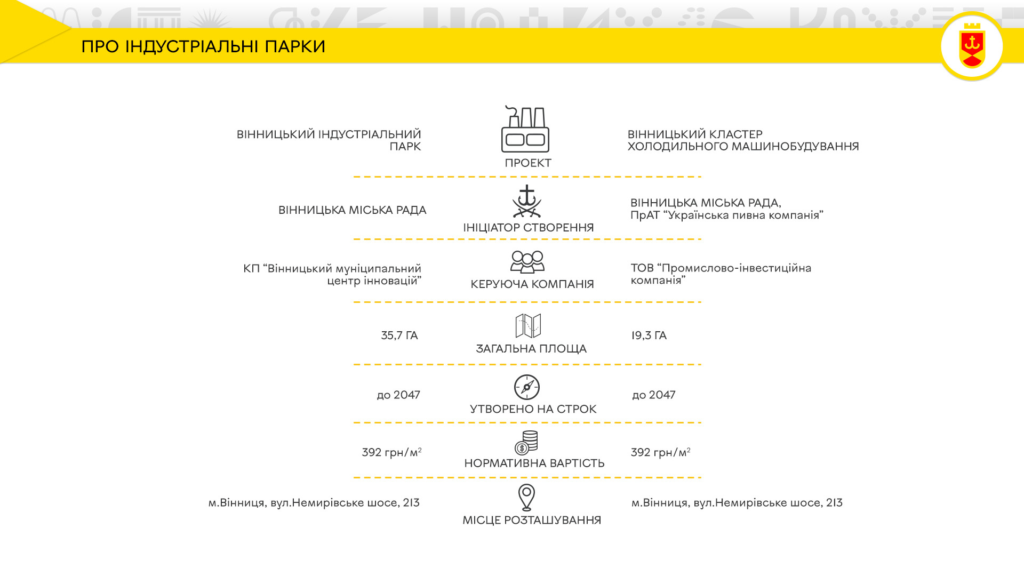 ПРО ІНДУСТРІАЛЬНІ ПАРКИ
ВІННИЦЬКИЙ ІНДУСТРІАЛЬНИЙ
ПАРК
ПРОЕКТ
ВІННИЦЬКИЙ КЛАСТЕР
ХОЛОДИЛЬНОГО МАШИНОБУДУВАННЯ
ВІННИЦЬКА МІСЬКА РАДА
ІНІЦІАТОР СТВОРЕННЯ
ВІННИЦЬКА МІСЬКА РАДА,
ПрАТ "Українська пивна компанія"
КП "Вінницький муніципальний
центр інновацій"
КЕРУЮЧА КОМПАНІЯ
ТОВ "Промислово-інвестиційна
компанія"
35,7 ГА
ЗАГАЛЬНА ПЛОЩА
19,3 ГА
до 2047
УТВОРЕНО НА СТРОК
до 2047
392 грн/м²
НОРМАТИВНА ВАРТІСТЬ
392 грн/м²
м.Вінниця, вул.Немирівське шосе, 213
МІСЦЕ РОЗТАШУВАННЯ
м.Вінниця, вул.Немирівське шосе, 213